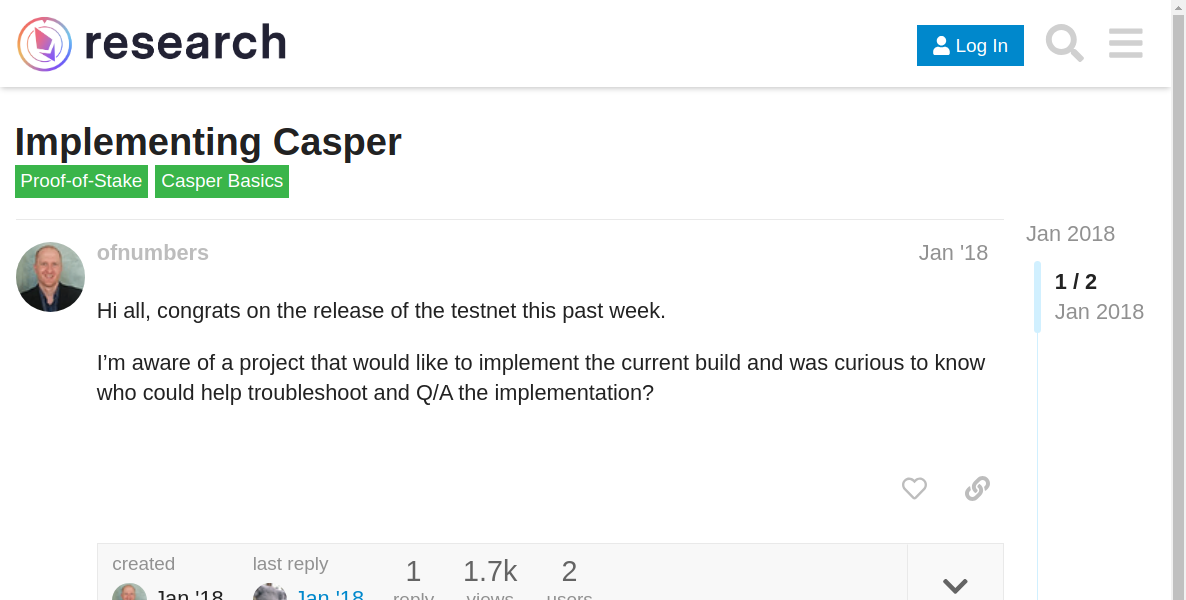 research
Log In
Implementing Casper
Proof-of-Stake Casper Basics
ofnumbers
Jan '18
Jan 2018
1 / 2
Jan 2018
Hi all, congrats on the release of the testnet this past week.
I’m aware of a project that would like to implement the current build and was curious to know
who could help troubleshoot and Q/A the implementation?
created
last reply
1
1.7k
2
Jan '18
Jan '18
reply
views
users